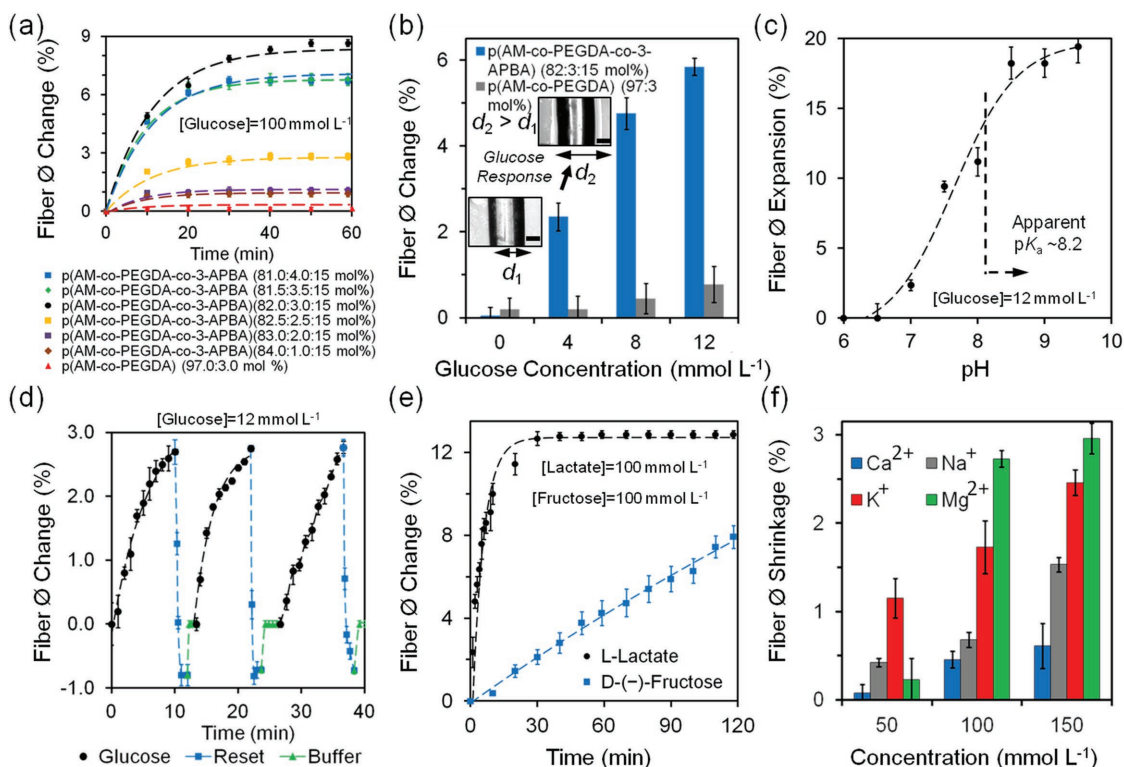 (a)
Fiber Ø Change (%)
9
6
3
0
[Glucose]=100 mmol L⁻¹
0 10 20 30 40 50 60
Time (min)
p(AM-co-PEGDA-co-3-APBA) (81.0:4.0:15 mol%)
p(AM-co-PEGDA-co-3-APBA)(81.5:3.5:15 mol%)
p(AM-co-PEGDA-co-3-APBA)(82.0:3.0:15 mol%)
p(AM-co-PEGDA-co-3-APBA)(82.5:2.5:15 mol%)
p(AM-co-PEGDA-co-3-APBA)(83.0:2.0:15 mol%)
p(AM-co-PEGDA-co-3-APBA)(84.0:1.0:15 mol%)
p(AM-co-PEGDA) (97.0:3.0 mol %)
(b)
Fiber Ø Change (%)
6
4
2
0
p(AM-co-PEGDA-co-3-
APBA) (82:3:15 mol%)
p(AM-co-PEGDA) (97:3
mol%)
d₂ > d₁
Glucose
Response
d₂
d₁
0 4 8 12
Glucose Concentration (mmol L⁻¹)
(c)
Fiber Ø Expansion (%)
20
15
10
5
0
Apparent
pKₐ ~8.2
[Glucose]=12 mmol L⁻¹
6 7 8 9 10
pH
(d)
[Glucose]=12 mmol L⁻¹
Fiber Ø Change (%)
3.0
2.0
1.0
0.0
-1.0
0 10 20 30 40
Time (min)
Glucose Reset Buffer
(e)
Fiber Ø Change (%)
12
9
6
3
0
[Lactate]=100 mmol L⁻¹
[Fructose]=100 mmol L⁻¹
L-Lactate
D-(−)-Fructose
0 30 60 90 120
Time (min)
(f)
Fiber Ø Shrinkage (%)
3
2
1
0
Ca²⁺ Na⁺
K⁺ Mg²⁺
50 100 150
Concentration (mmol L⁻¹)